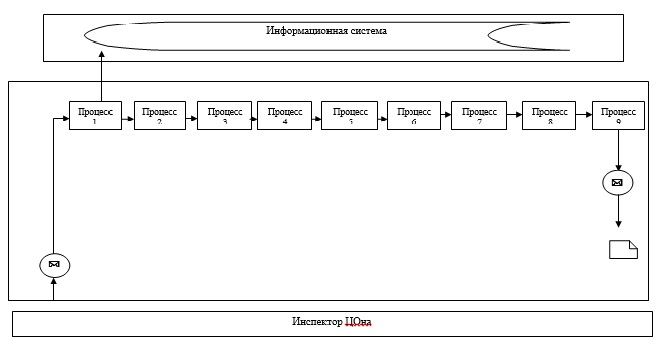 Информационная система
Процесс
1
Процесс
2
Процесс
3
Процесс
4
Процесс
5
Процесс
6
Процесс
7
Процесс
8
Процесс
9
Инспектор ЦОна